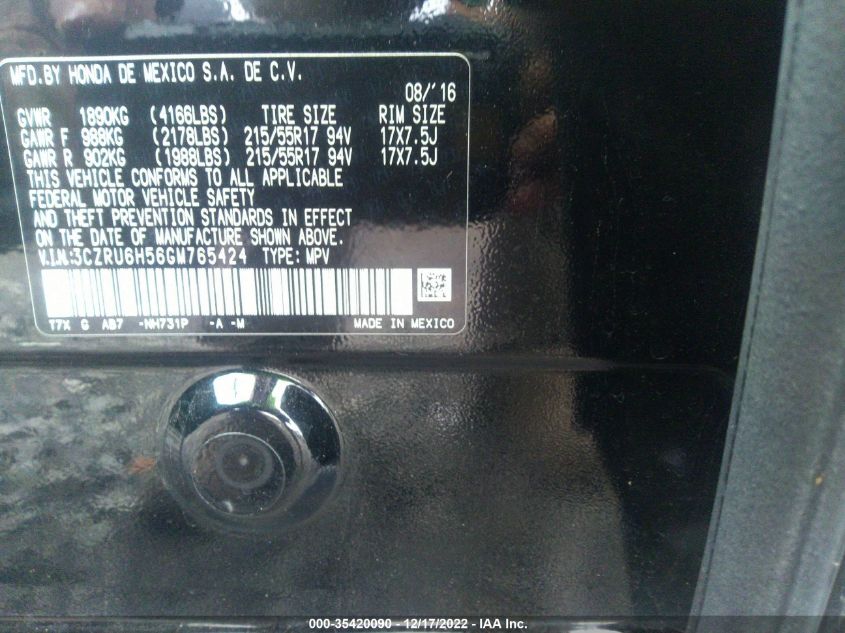 MFD.BY HONDA DE MEXICO S.A. DE C.V.
08/'16
GVWR 1890KG (4166LBS) TIRE SIZE RIM SIZE
GAWR F 988KG (2178LBS) 215/55R17 94V 17X7.5J
GAWR R 902KG (1988LBS) 215/55R17 94V 17X7.5J
THIS VEHICLE CONFORMS TO ALL APPLICABLE
FEDERAL MOTOR VEHICLE SAFETY
AND THEFT PREVENTION STANDARDS IN EFFECT
ON THE DATE OF MANUFACTURE SHOWN ABOVE.
V.I.N:3CZRU6H56GM765424 TYPE: MPV
T7X G AB7 -NH731P -A -M MADE IN MEXICO
000-35420090 - 12/17/2022 - IAA Inc.